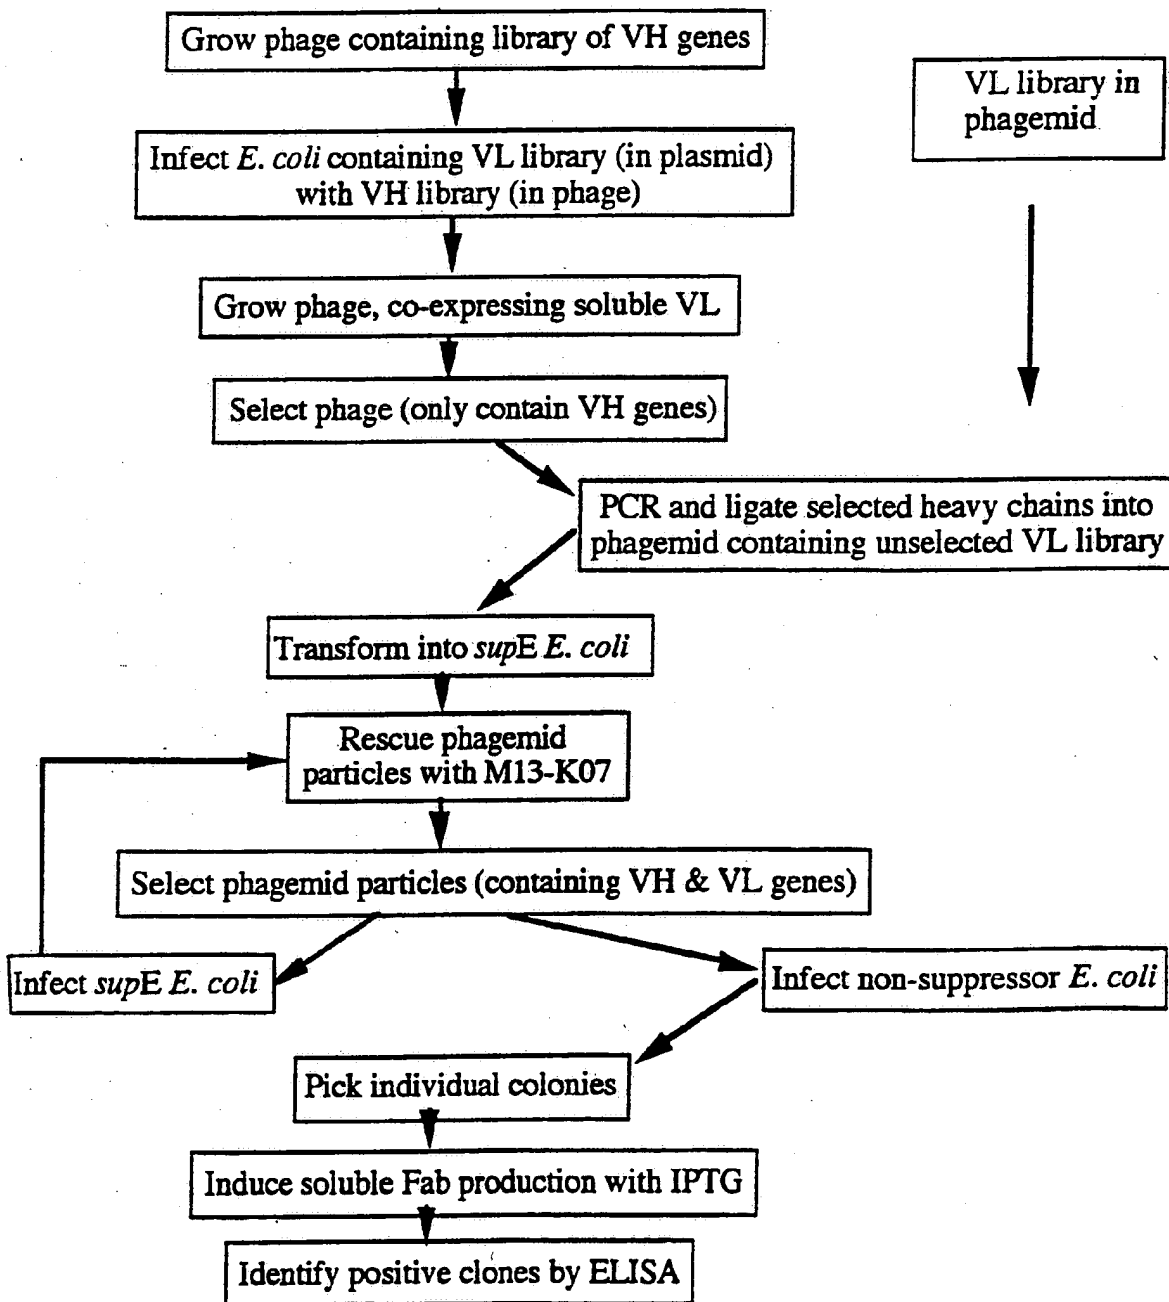 Grow phage containing library of VH genes
VL library in
phagemid
Infect E. coli containing VL library (in plasmid)
with VH library (in phage)
Grow phage, co-expressing soluble VL
Select phage (only contain VH genes)
PCR and ligate selected heavy chains into
phagemid containing unselected VL library
Transform into supE E. coli
Rescue phagemid
particles with M13-K07
Select phagemid particles (containing VH & VL genes)
Infect supE E. coli
Infect non-suppressor E. coli
Pick individual colonies
Induce soluble Fab production with IPTG
Identify positive clones by ELISA